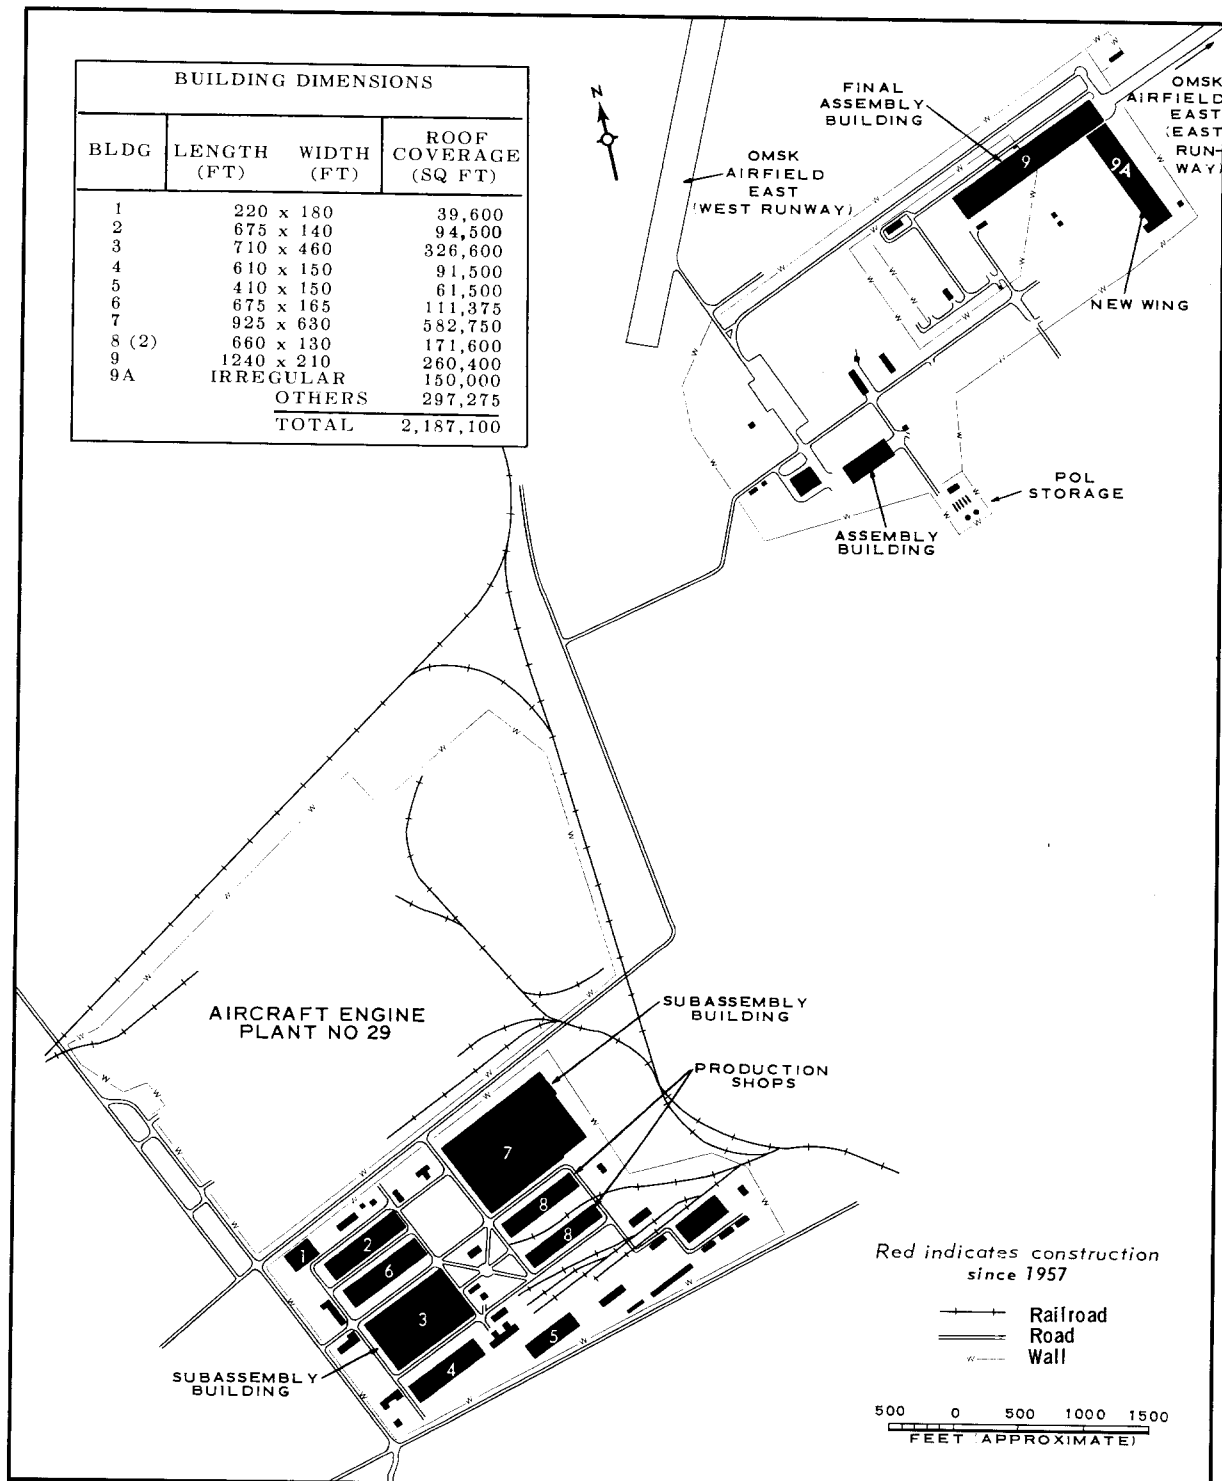 BUILDING DIMENSIONS
BLDG LENGTH (FT) WIDTH (FT) ROOF COVERAGE (SQ FT)
1 220 x 180 39,600
2 675 x 140 94,500
3 710 x 460 326,600
4 610 x 150 91,500
5 410 x 150 61,500
6 675 x 165 111,375
7 925 x 630 582,750
8 (2) 660 x 130 171,600
9 1240 x 210 260,400
9A IRREGULAR 150,000
OTHERS 297,275
TOTAL 2,187,100
N
OMSK
AIRFIELD
EAST
(WEST RUNWAY)
FINAL
ASSEMBLY
BUILDING
OMSK
AIRFIELD
EAST
(EAST
RUN-
WAY)
9
9A
NEW WING
POL
STORAGE
ASSEMBLY
BUILDING
AIRCRAFT ENGINE
PLANT NO 29
SUBASSEMBLY
BUILDING
PRODUCTION
SHOPS
7
8
8
1
2
6
3
5
4
SUBASSEMBLY
BUILDING
Red indicates construction
since 1957
Railroad
Road
W Wall
500 0 500 1000 1500
FEET (APPROXIMATE)